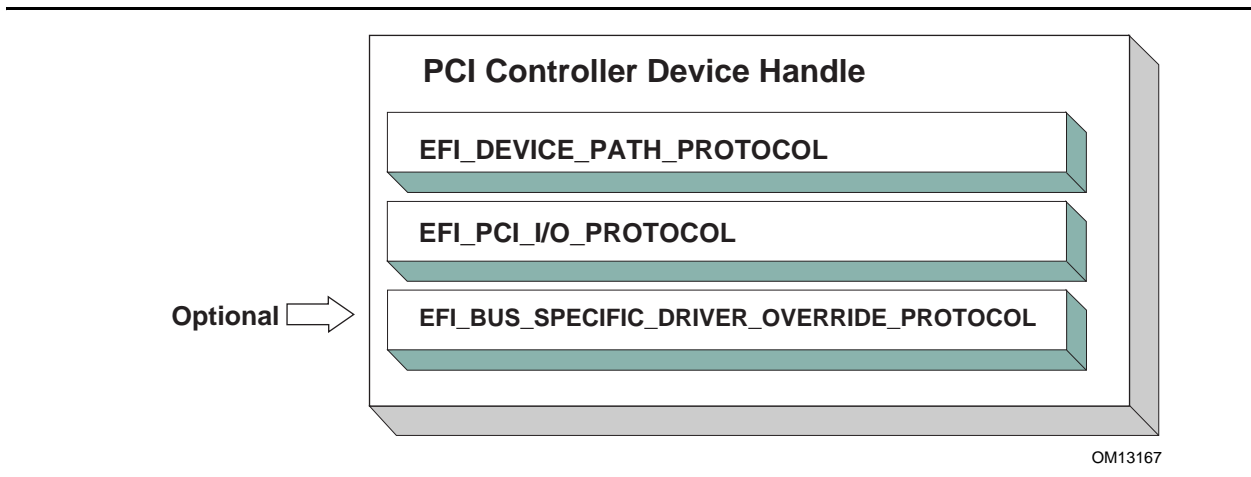 PCI Controller Device Handle
EFI_DEVICE_PATH_PROTOCOL
EFI_PCI_I/O_PROTOCOL
Optional
EFI_BUS_SPECIFIC_DRIVER_OVERRIDE_PROTOCOL
OM13167